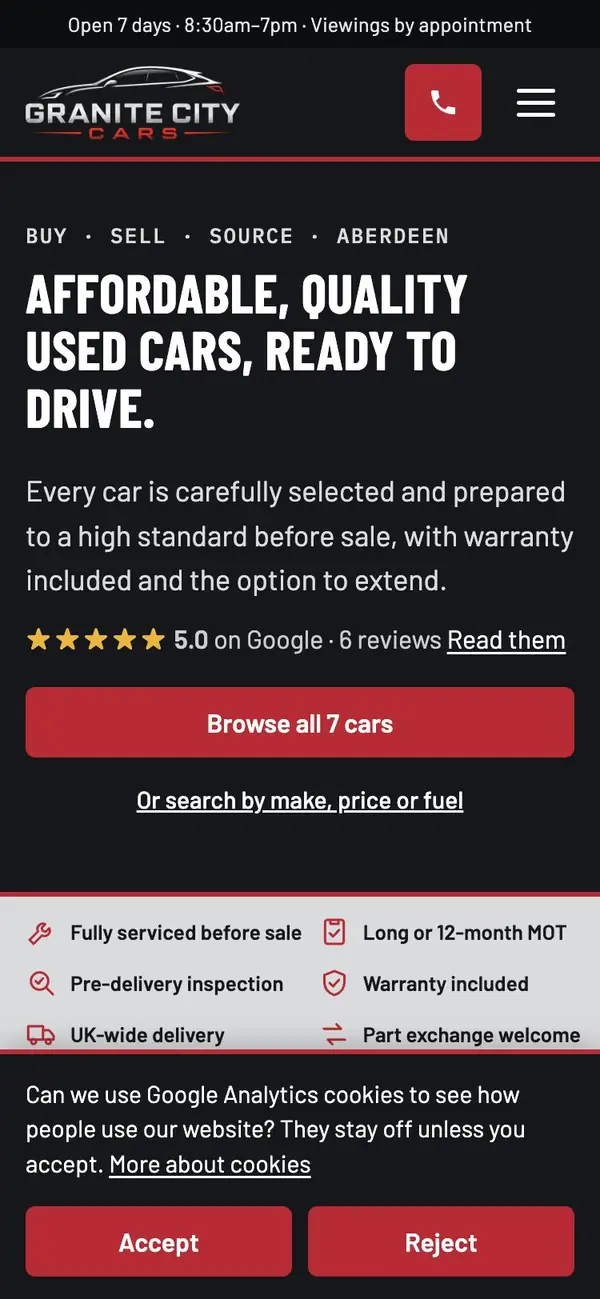 Open 7 days · 8:30am–7pm · Viewings by appointment
GRANITE CITY
CARS
BUY · SELL · SOURCE · ABERDEEN
AFFORDABLE, QUALITY
USED CARS, READY TO
DRIVE.
Every car is carefully selected and prepared
to a high standard before sale, with warranty
included and the option to extend.
5.0 on Google · 6 reviews Read them
Browse all 7 cars
Or search by make, price or fuel
Fully serviced before sale
Long or 12-month MOT
Pre-delivery inspection
Warranty included
UK-wide delivery
Part exchange welcome
Can we use Google Analytics cookies to see how
people use our website? They stay off unless you
accept. More about cookies
Accept
Reject